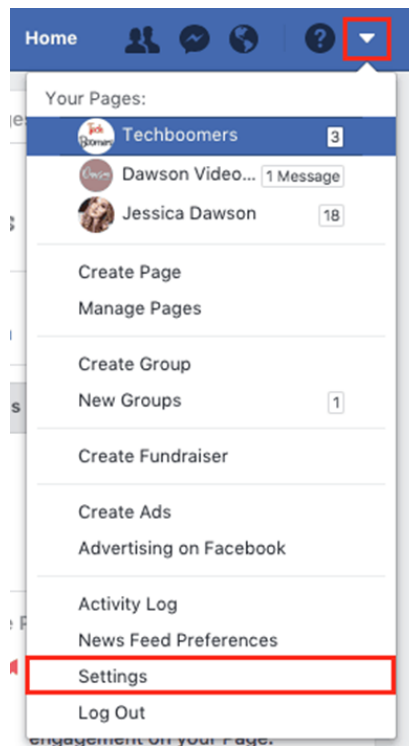 Home
Your Pages:
Tech Boomers
Techboomers 3
Dawson Video... 1 Message
Jessica Dawson 18
Create Page
Manage Pages
Create Group
New Groups 1
Create Fundraiser
Create Ads
Advertising on Facebook
Activity Log
News Feed Preferences
Settings
Log Out
engagement on your Page.